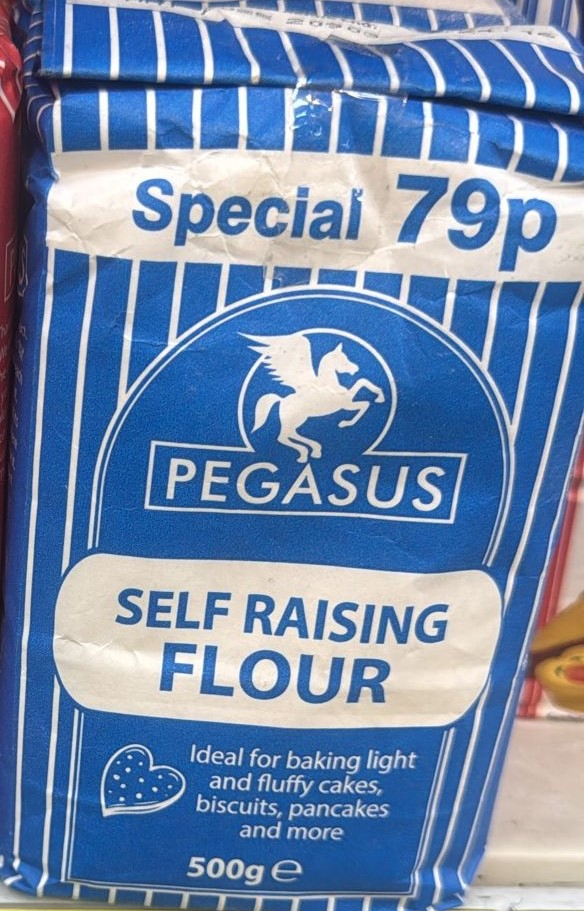 Special 79p
PEGASUS
SELF RAISING
FLOUR
Ideal for baking light
and fluffy cakes,
biscuits, pancakes
and more
500g ℮